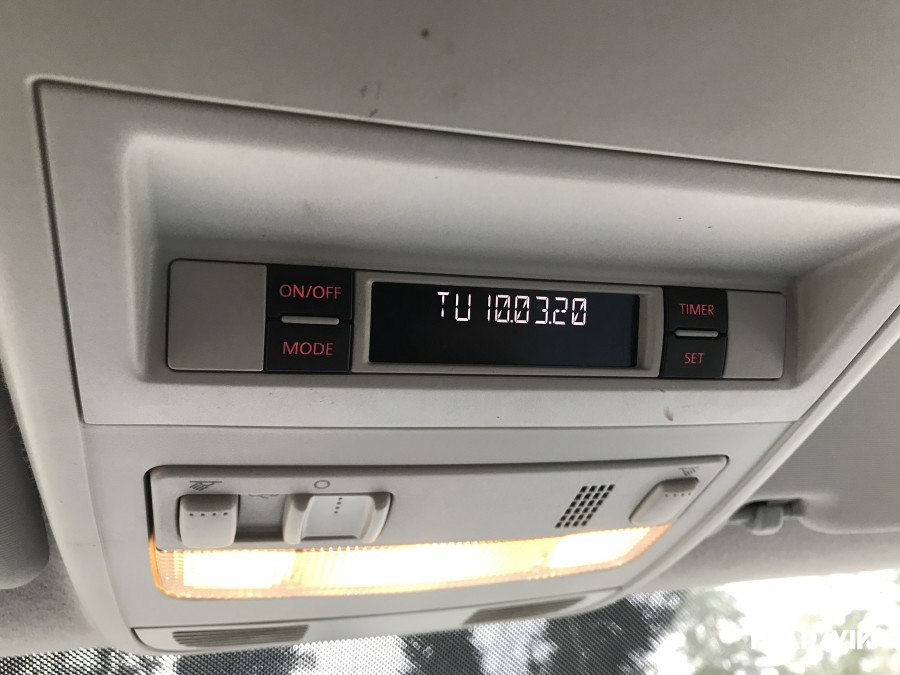 ON/OFF
MODE
TU 10.03.20
TIMER
SET